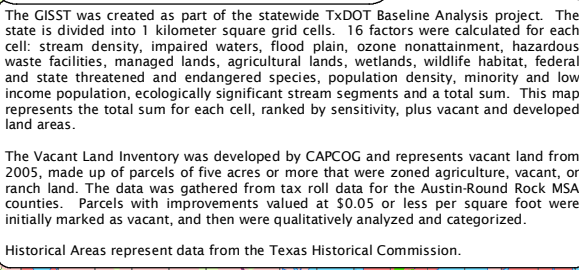 The GISST was created as part of the statewide TxDOT Baseline Analysis project. The
state is divided into 1 kilometer square grid cells. 16 factors were calculated for each
cell: stream density, impaired waters, flood plain, ozone nonattainment, hazardous
waste facilities, managed lands, agricultural lands, wetlands, wildlife habitat, federal
and state threatened and endangered species, population density, minority and low
income population, ecologically significant stream segments and a total sum. This map
represents the total sum for each cell, ranked by sensitivity, plus vacant and developed
land areas.

The Vacant Land Inventory was developed by CAPCOG and represents vacant land from
2005, made up of parcels of five acres or more that were zoned agriculture, vacant, or
ranch land. The data was gathered from tax roll data for the Austin-Round Rock MSA
counties. Parcels with improvements valued at $0.05 or less per square foot were
initially marked as vacant, and then were qualitatively analyzed and categorized.

Historical Areas represent data from the Texas Historical Commission.